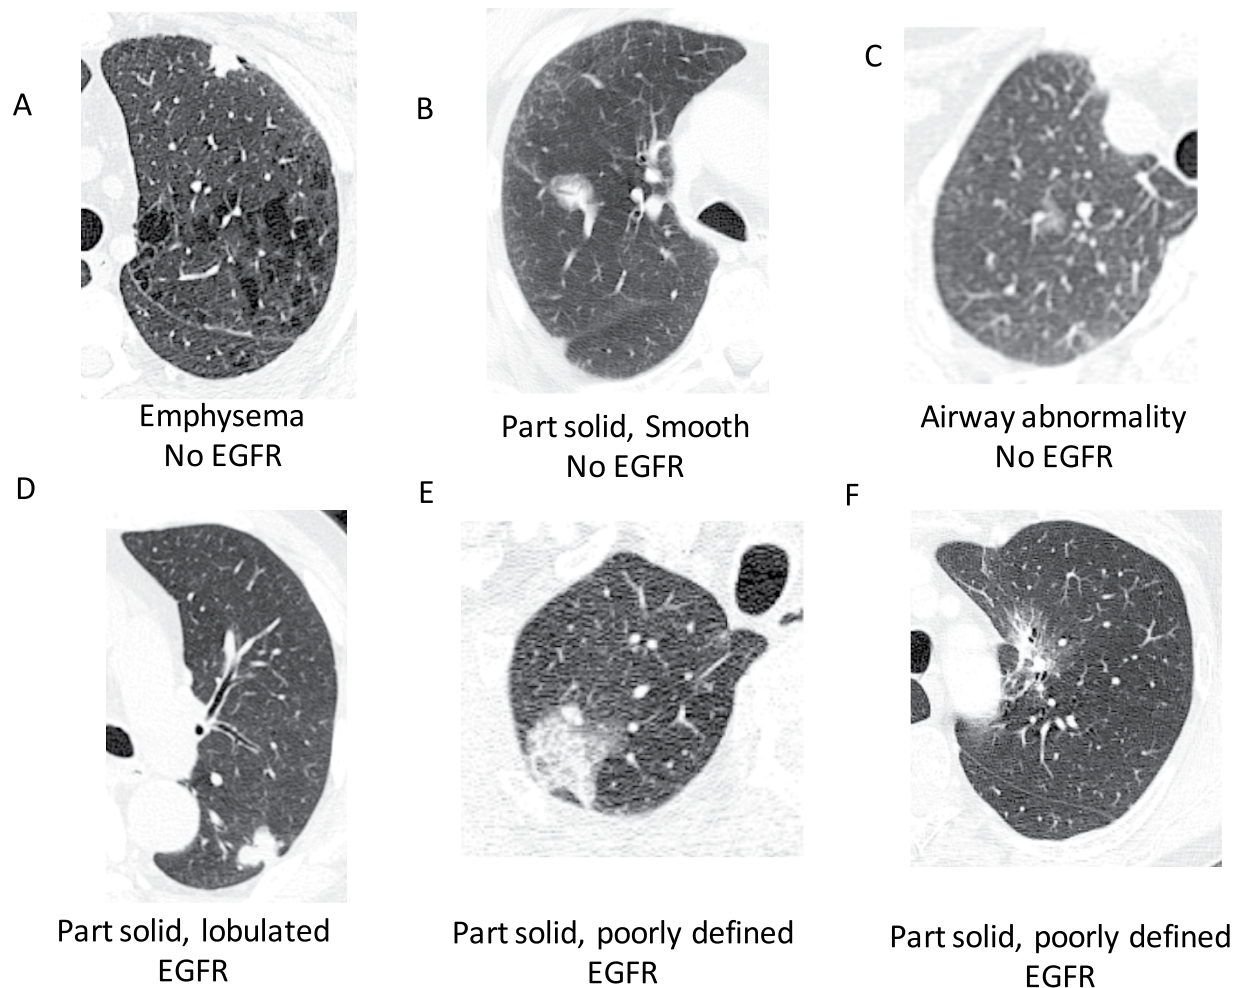 A
B
C
Emphysema
No EGFR
Part solid, Smooth
No EGFR
Airway abnormality
No EGFR
D
E
F
Part solid, lobulated
EGFR
Part solid, poorly defined
EGFR
Part solid, poorly defined
EGFR